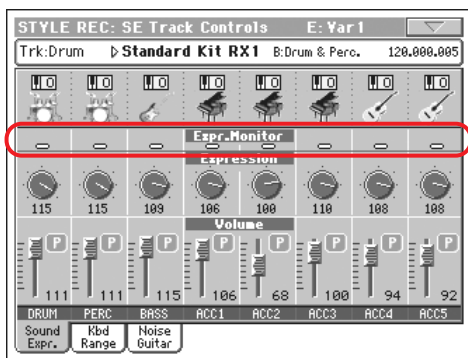 STYLE REC: SE Track Controls E: Var1
Trk:Drum ▷Standard Kit RX1 B:Drum & Perc. 120.000.005
Expr.Monitor
Expression
115 115 109 106 100 110 108 108
Volume
P P P P P P P P
111 111 115 106 68 100 94 92
DRUM PERC BASS ACC1 ACC2 ACC3 ACC4 ACC5
Sound Expr. Kbd Range Noise Guitar